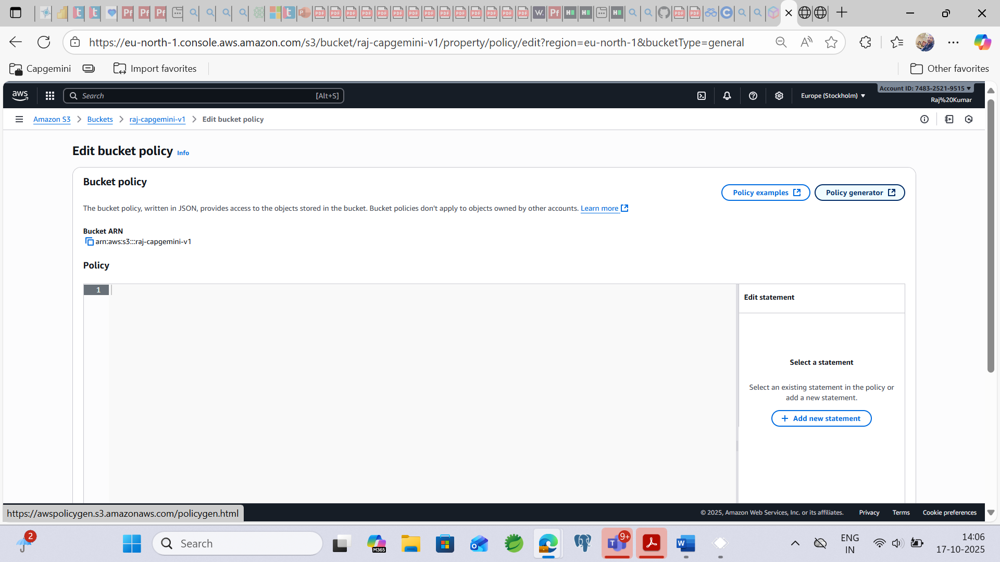 https://eu-north-1.console.aws.amazon.com/s3/bucket/raj-capgemini-v1/property/policy/edit?region=eu-north-1&bucketType=general
Capgemini
Import favorites
Other favorites
aws
Search
[Alt+S]
Europe (Stockholm)
Account ID: 7483-2521-9515
Raj%20Kumar
Amazon S3
Buckets
raj-capgemini-v1
Edit bucket policy
Edit bucket policy Info
Bucket policy
Policy examples
Policy generator
The bucket policy, written in JSON, provides access to the objects stored in the bucket. Bucket policies don't apply to objects owned by other accounts. Learn more
Bucket ARN
arn:aws:s3:::raj-capgemini-v1
Policy
1
Edit statement
Select a statement
Select an existing statement in the policy or
add a new statement.
+ Add new statement
https://awspolicygen.s3.amazonaws.com/policygen.html
© 2025, Amazon Web Services, Inc. or its affiliates.
Privacy
Terms
Cookie preferences
2
Search
M365
9+
ENG
IN
14:06
17-10-2025